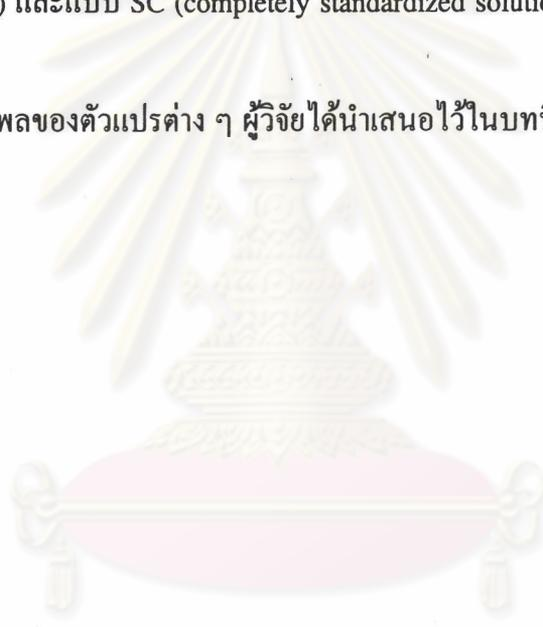 ) และแบบ SC (completely standardized
พลของตัวแปรต่าง ๆ ผู้วิจัยได้นำเสนอไว้ในบทที่